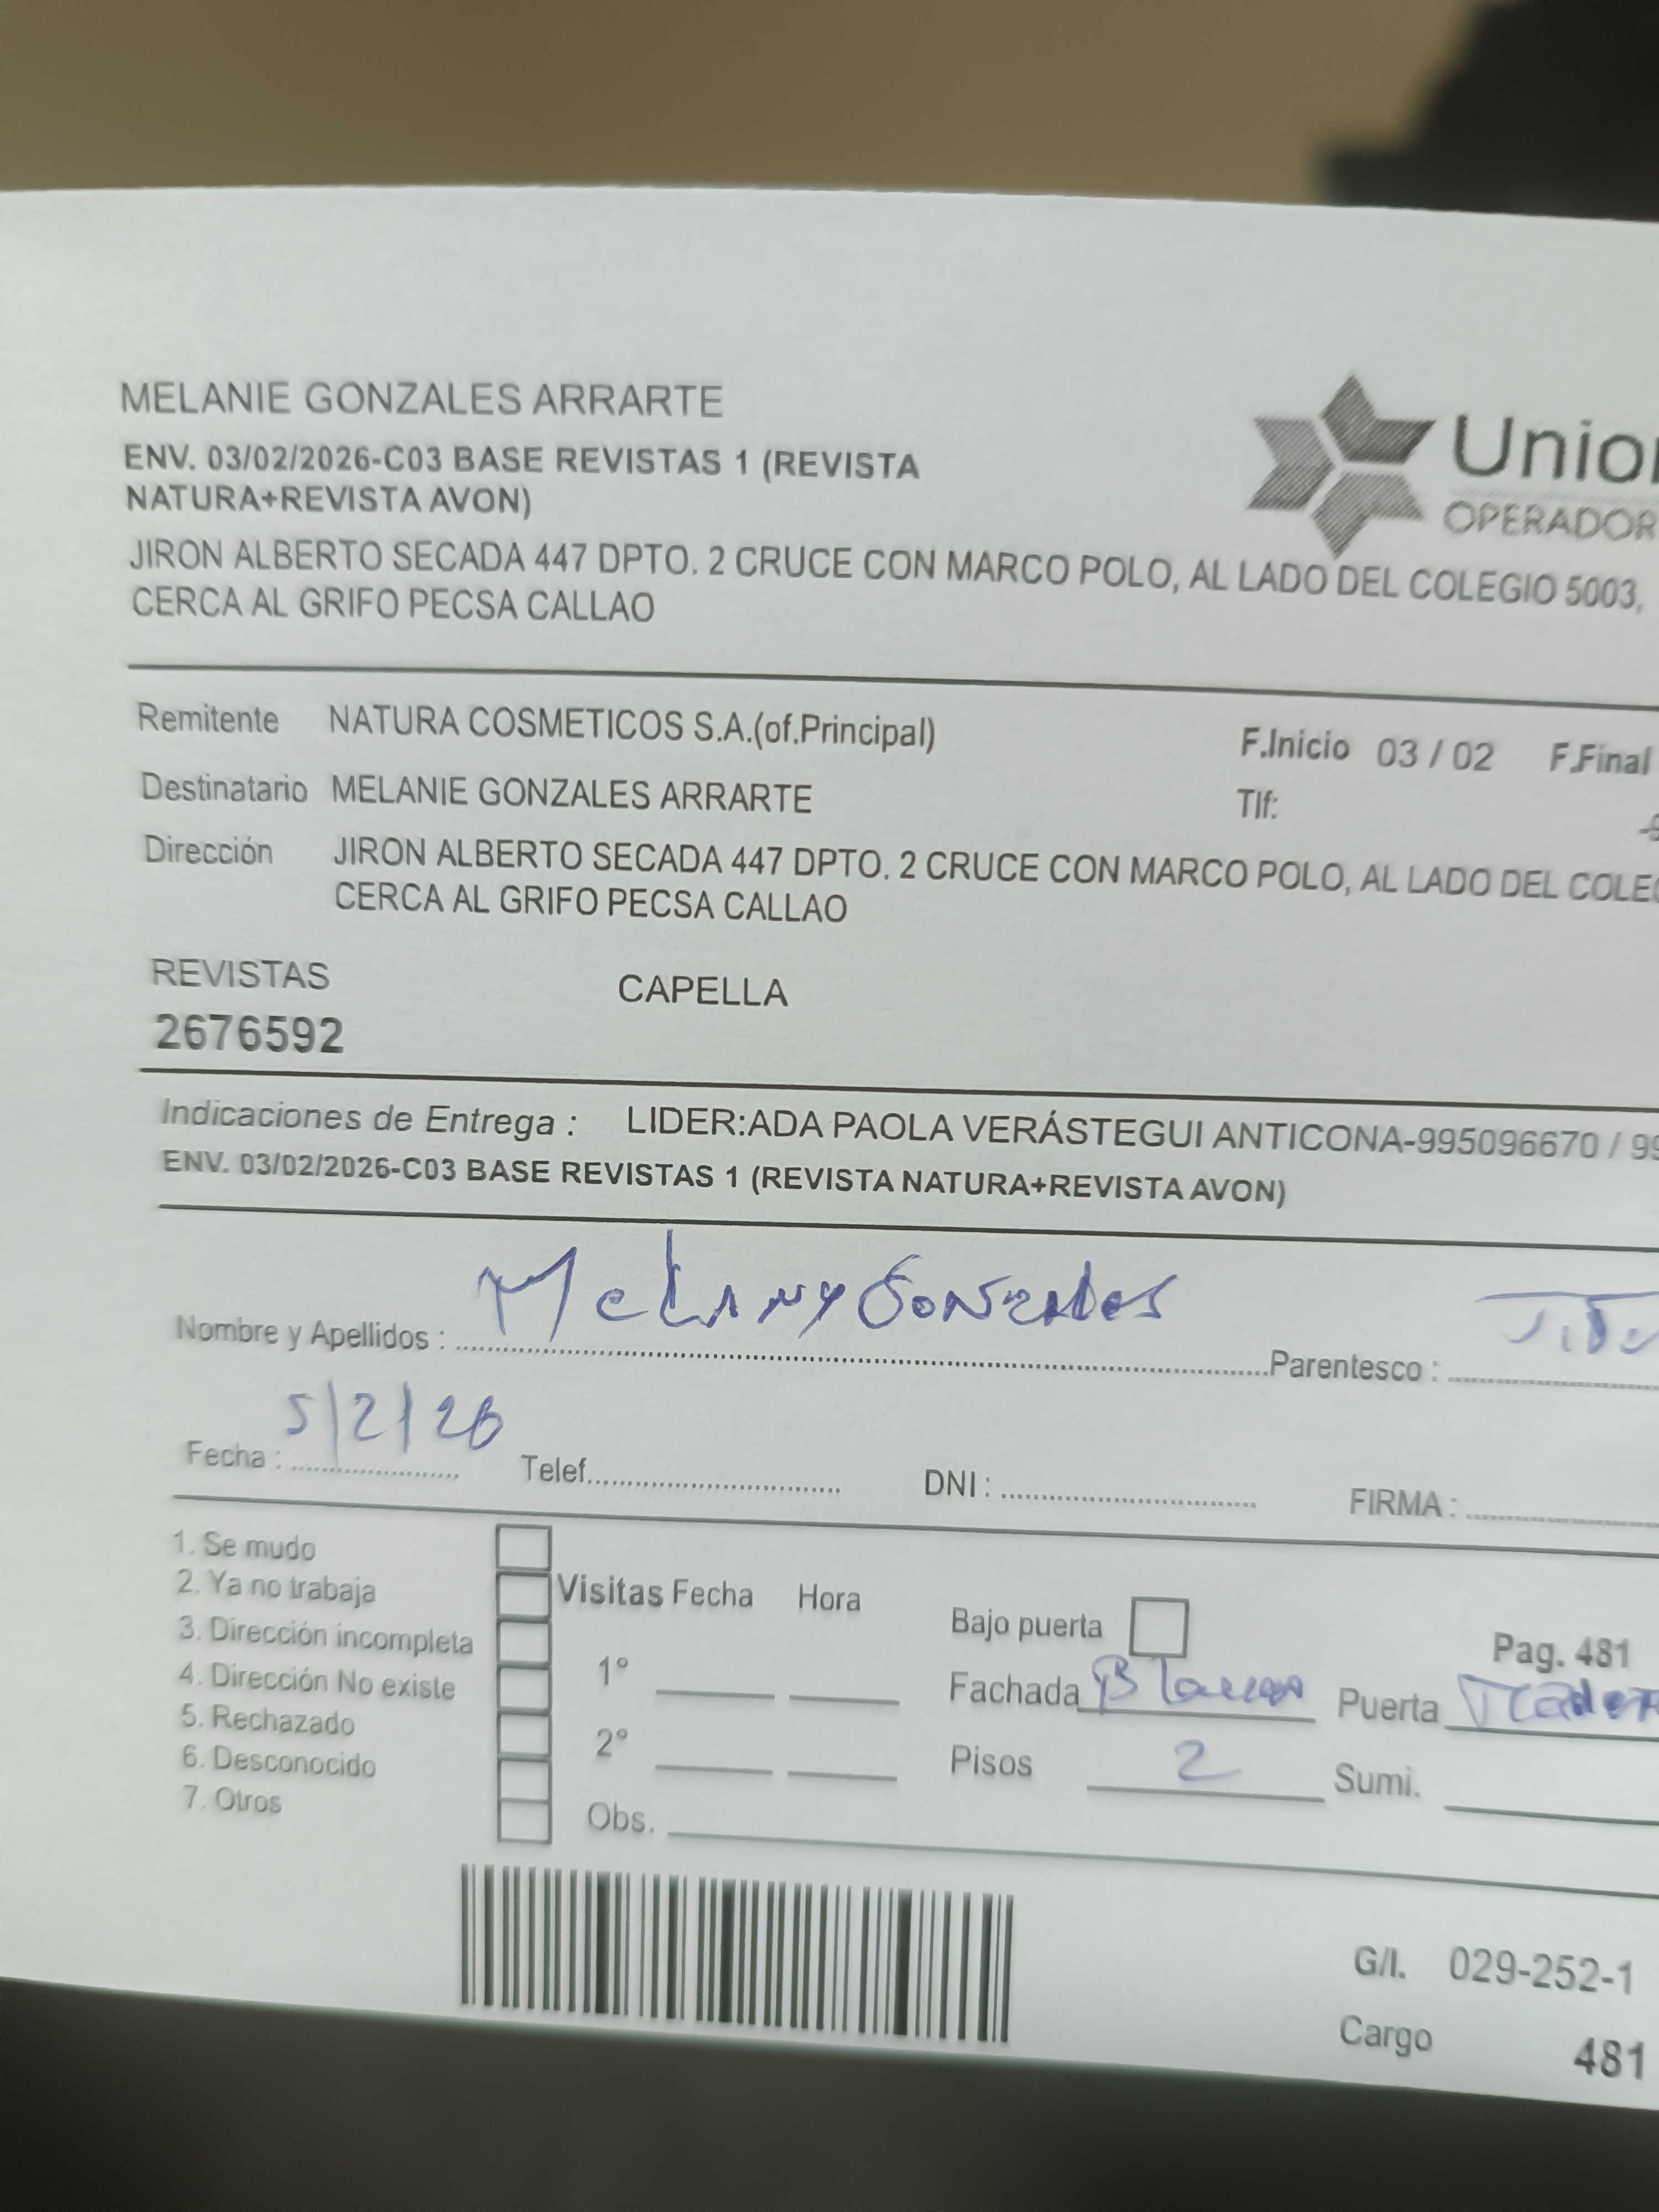 MELANIE GONZALES ARRARTE
ENV. 03/02/2026-C03 BASE REVISTAS 1 (REVISTA
NATURA+REVISTA AVON)
Union
OPERADOR
JIRON ALBERTO SECADA 447 DPTO. 2 CRUCE CON MARCO POLO, AL LADO DEL COLEGIO 5003,
CERCA AL GRIFO PECSA CALLAO
Remitente NATURA COSMETICOS S.A.(of.Principal) F.Inicio 03 / 02 F.Final
Destinatario MELANIE GONZALES ARRARTE Tlf:
Dirección JIRON ALBERTO SECADA 447 DPTO. 2 CRUCE CON MARCO POLO, AL LADO DEL COLEG
CERCA AL GRIFO PECSA CALLAO
REVISTAS CAPELLA
2676592
Indicaciones de Entrega : LIDER:ADA PAOLA VERÁSTEGUI ANTICONA-995096670 / 99
ENV. 03/02/2026-C03 BASE REVISTAS 1 (REVISTA NATURA+REVISTA AVON)
Nombre y Apellidos : Melany Gonzales Parentesco :
Fecha : 5/2/26 Telef. DNI : FIRMA :
1. Se mudo
2. Ya no trabaja Visitas Fecha Hora Bajo puerta
3. Dirección incompleta Pag. 481
4. Dirección No existe 1° Fachada Blanca Puerta
5. Rechazado
6. Desconocido 2° Pisos 2 Sumi.
7. Otros Obs.
G/I. 029-252-1
Cargo 481